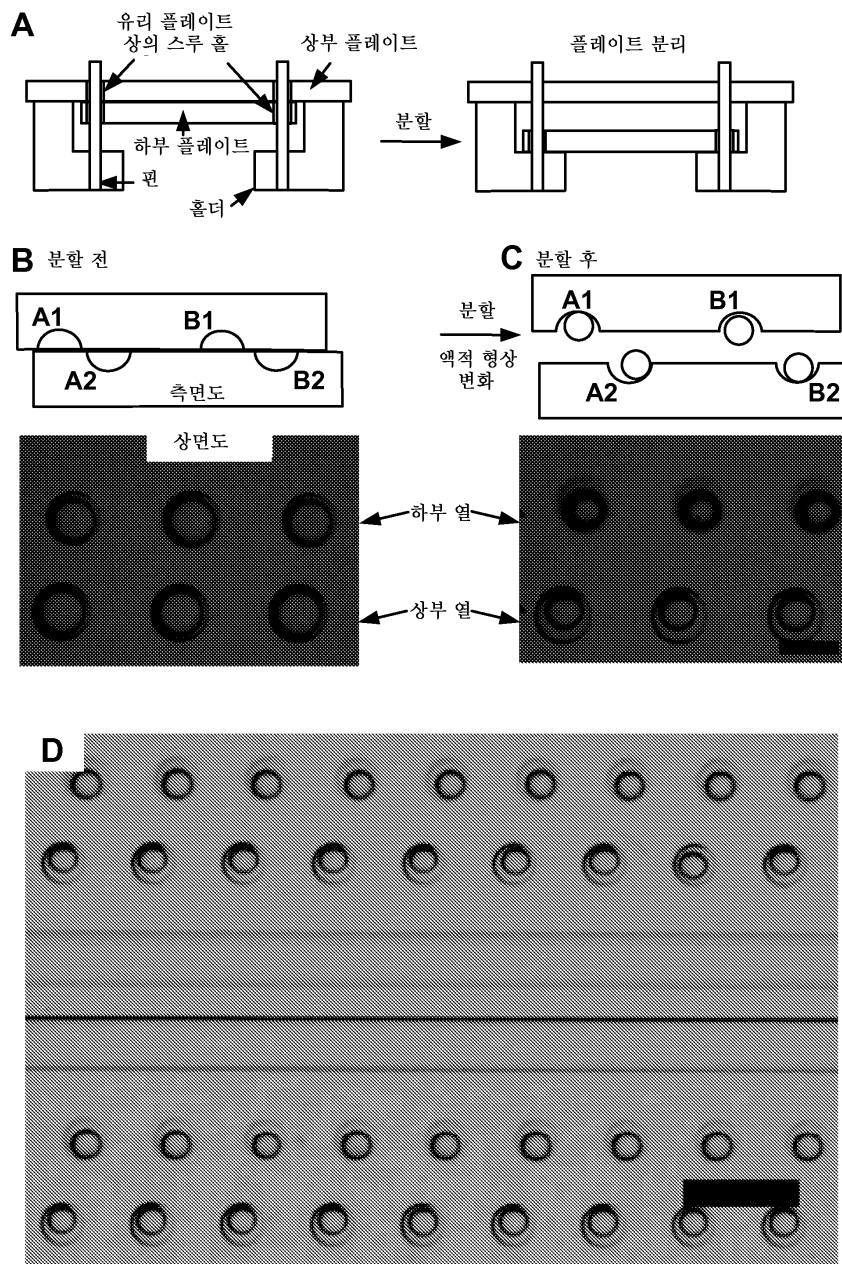 A
유리 플레이트
상의 스루 홀
상부 플레이트
하부 플레이트
핀
홀더
분할
플레이트 분리
B 분할 전
A1
B1
A2
B2
측면도
상면도
C 분할 후
분할
액적 형상
변화
A1
B1
A2
B2
하부 열
상부 열
D